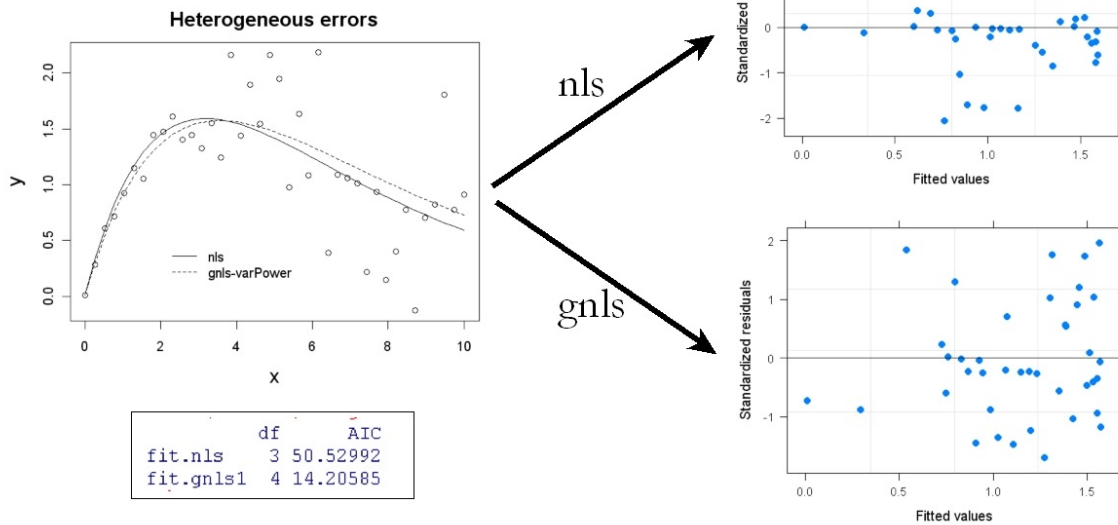 Heterogeneous errors
y
2.0
1.5
1.0
0.5
0.0
nls
gnls-varPower
0 2 4 6 8 10
x
df AIC
fit.nls 3 50.52992
fit.gnls1 4 14.20585
nls
gnls
Standardized
0
-1
-2
0.0 0.5 1.0 1.5
Fitted values
Standardized residuals
2
1
0
-1
0.0 0.5 1.0 1.5
Fitted values